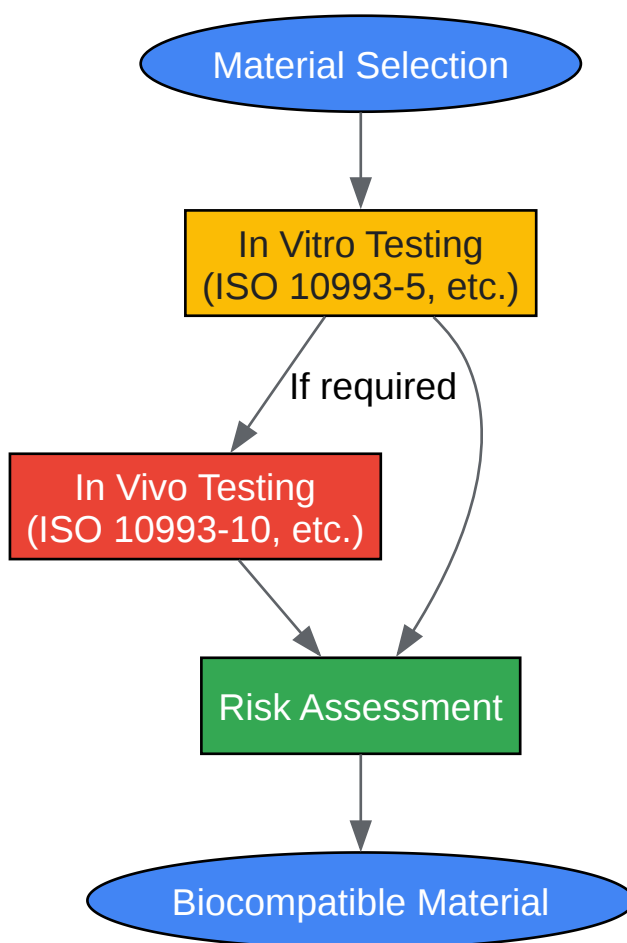 Material Selection
In Vitro Testing
(ISO 10993-5, etc.)
If required
In Vivo Testing
(ISO 10993-10, etc.)
Risk Assessment
Biocompatible Material